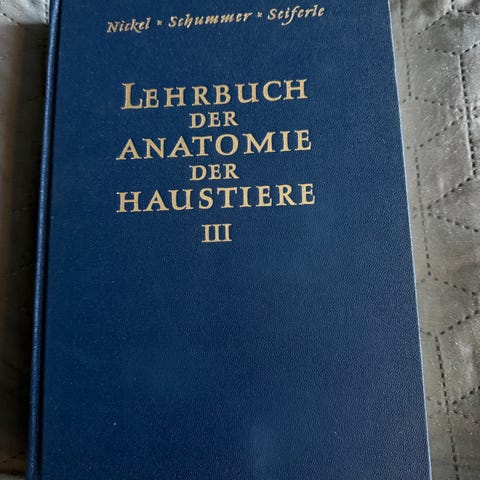 Nickel * Schummer * Seiferle
LEHRBUCH
DER
ANATOMIE
DER
HAUSTIERE
III